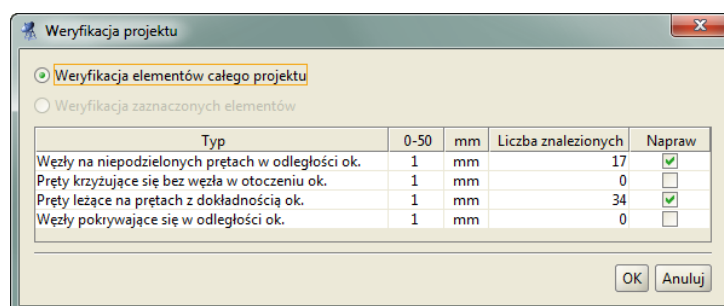 Weryfikacja projektu
Weryfikacja elementów całego projektu
Weryfikacja zaznaczonych elementów
Typ 0-50 mm Liczba znalezionych Napraw
Węzły na niepodzielonych prętach w odległości ok. 1 mm 17
Pręty krzyżujące się bez węzła w otoczeniu ok. 1 mm 0
Pręty leżące na prętach z dokładnością ok. 1 mm 34
Węzły pokrywające się w odległości ok. 1 mm 0
OK Anuluj